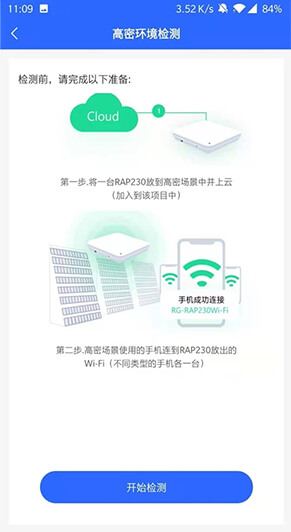 11:09
3.52 K/s
84%
高密环境检测
检测前，请完成以下准备:
Cloud
1
第一步.将一台RAP230放到高密场景中并上云
（加入到该项目中）
手机成功连接
RG-RAP230Wi-Fi
第二步.高密场景使用的手机连到RAP230放出的
Wi-Fi（不同类型的手机各一台）
开始检测